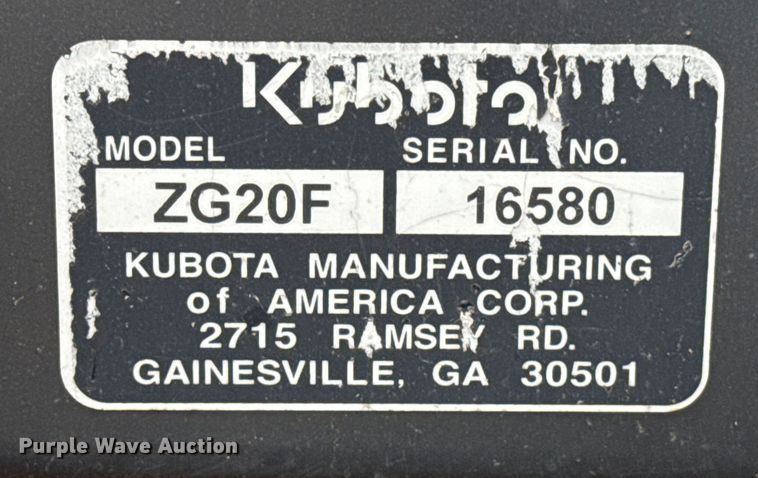 Kubota
MODEL SERIAL NO.
ZG20F 16580
KUBOTA MANUFACTURING
of AMERICA CORP.
2715 RAMSEY RD.
GAINESVILLE, GA 30501
Purple Wave Auction